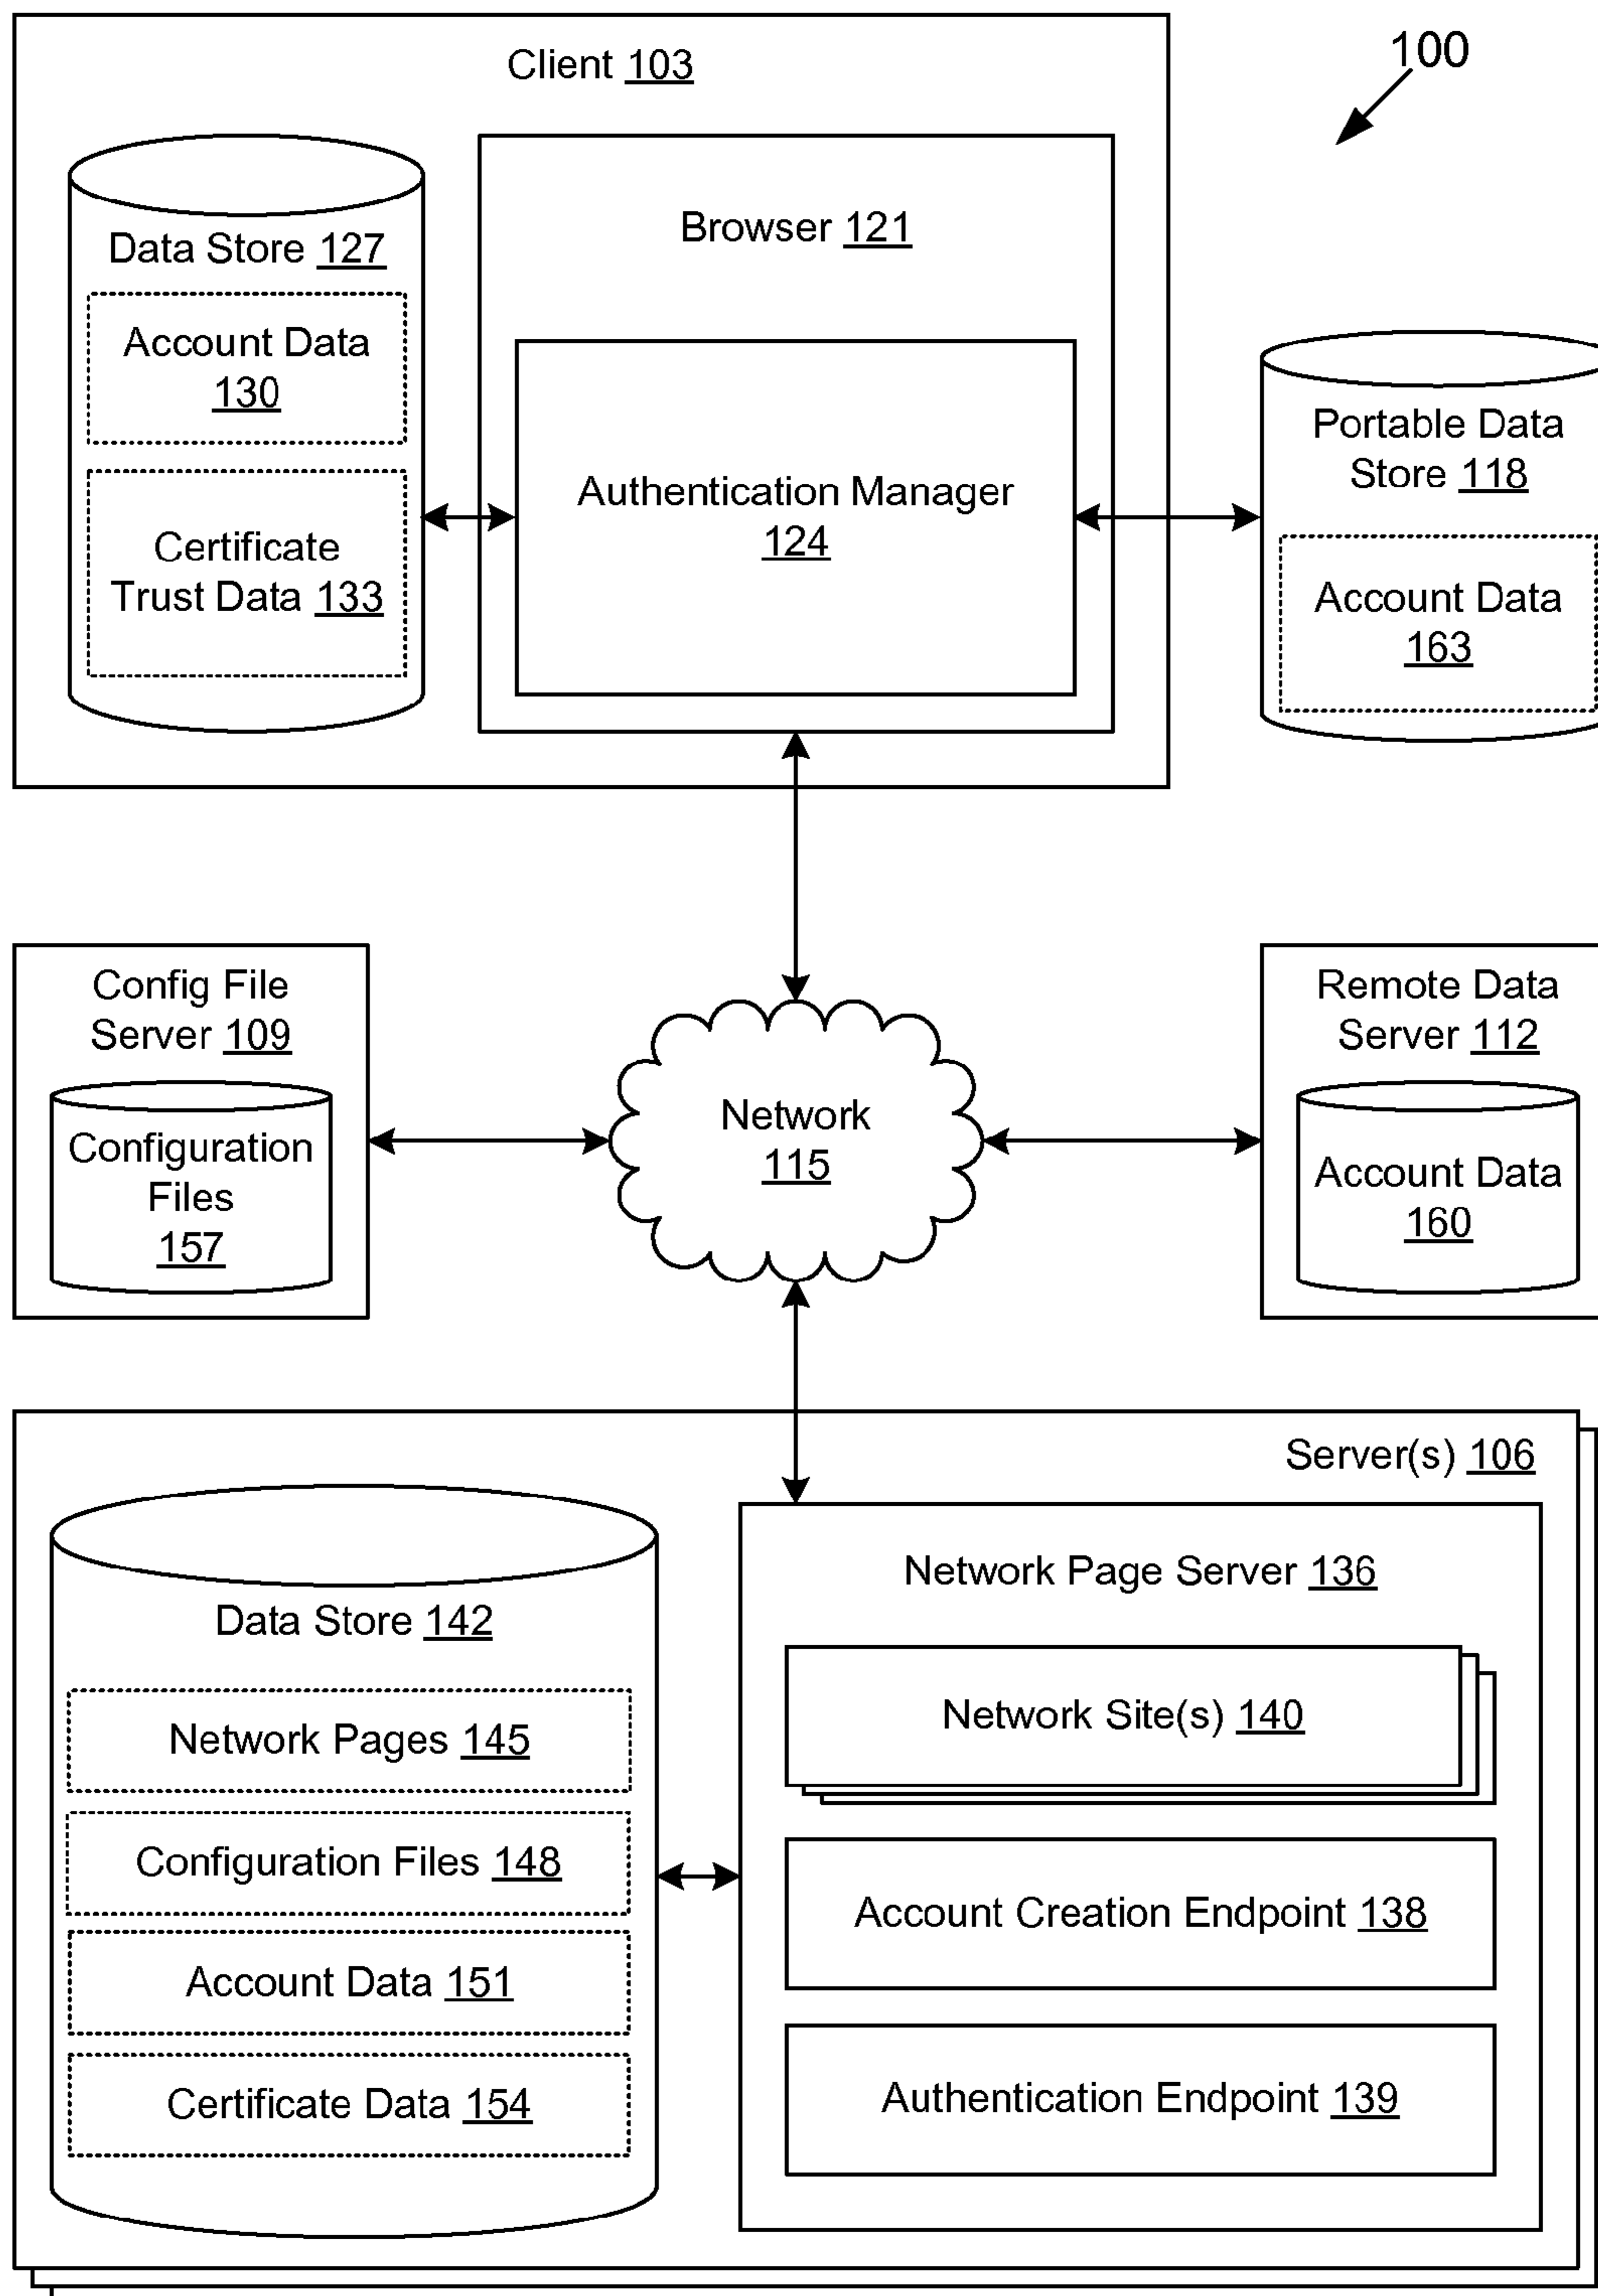 Client 103
100
Data Store 127
Account Data
130
Certificate
Trust Data 133
Browser 121
Authentication Manager
124
Portable Data
Store 118
Account Data
163
Config File
Server 109
Configuration
Files
157
Network
115
Remote Data
Server 112
Account Data
160
Server(s) 106
Data Store 142
Network Pages 145
Configuration Files 148
Account Data 151
Certificate Data 154
Network Page Server 136
Network Site(s) 140
Account Creation Endpoint 138
Authentication Endpoint 139